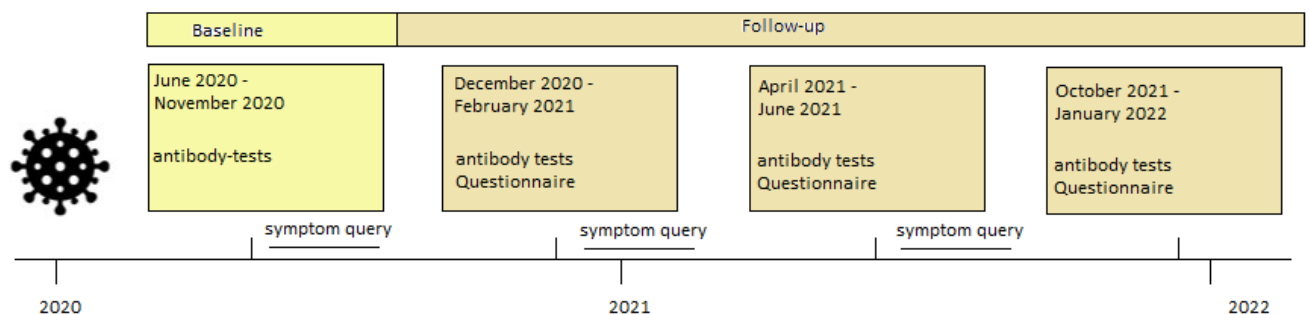 Baseline
Follow-up
June 2020 -
November 2020
antibody-tests
December 2020 -
February 2021
antibody tests
Questionnaire
April 2021 -
June 2021
antibody tests
Questionnaire
October 2021 -
January 2022
antibody tests
Questionnaire
symptom query
symptom query
symptom query
2020
2021
2022